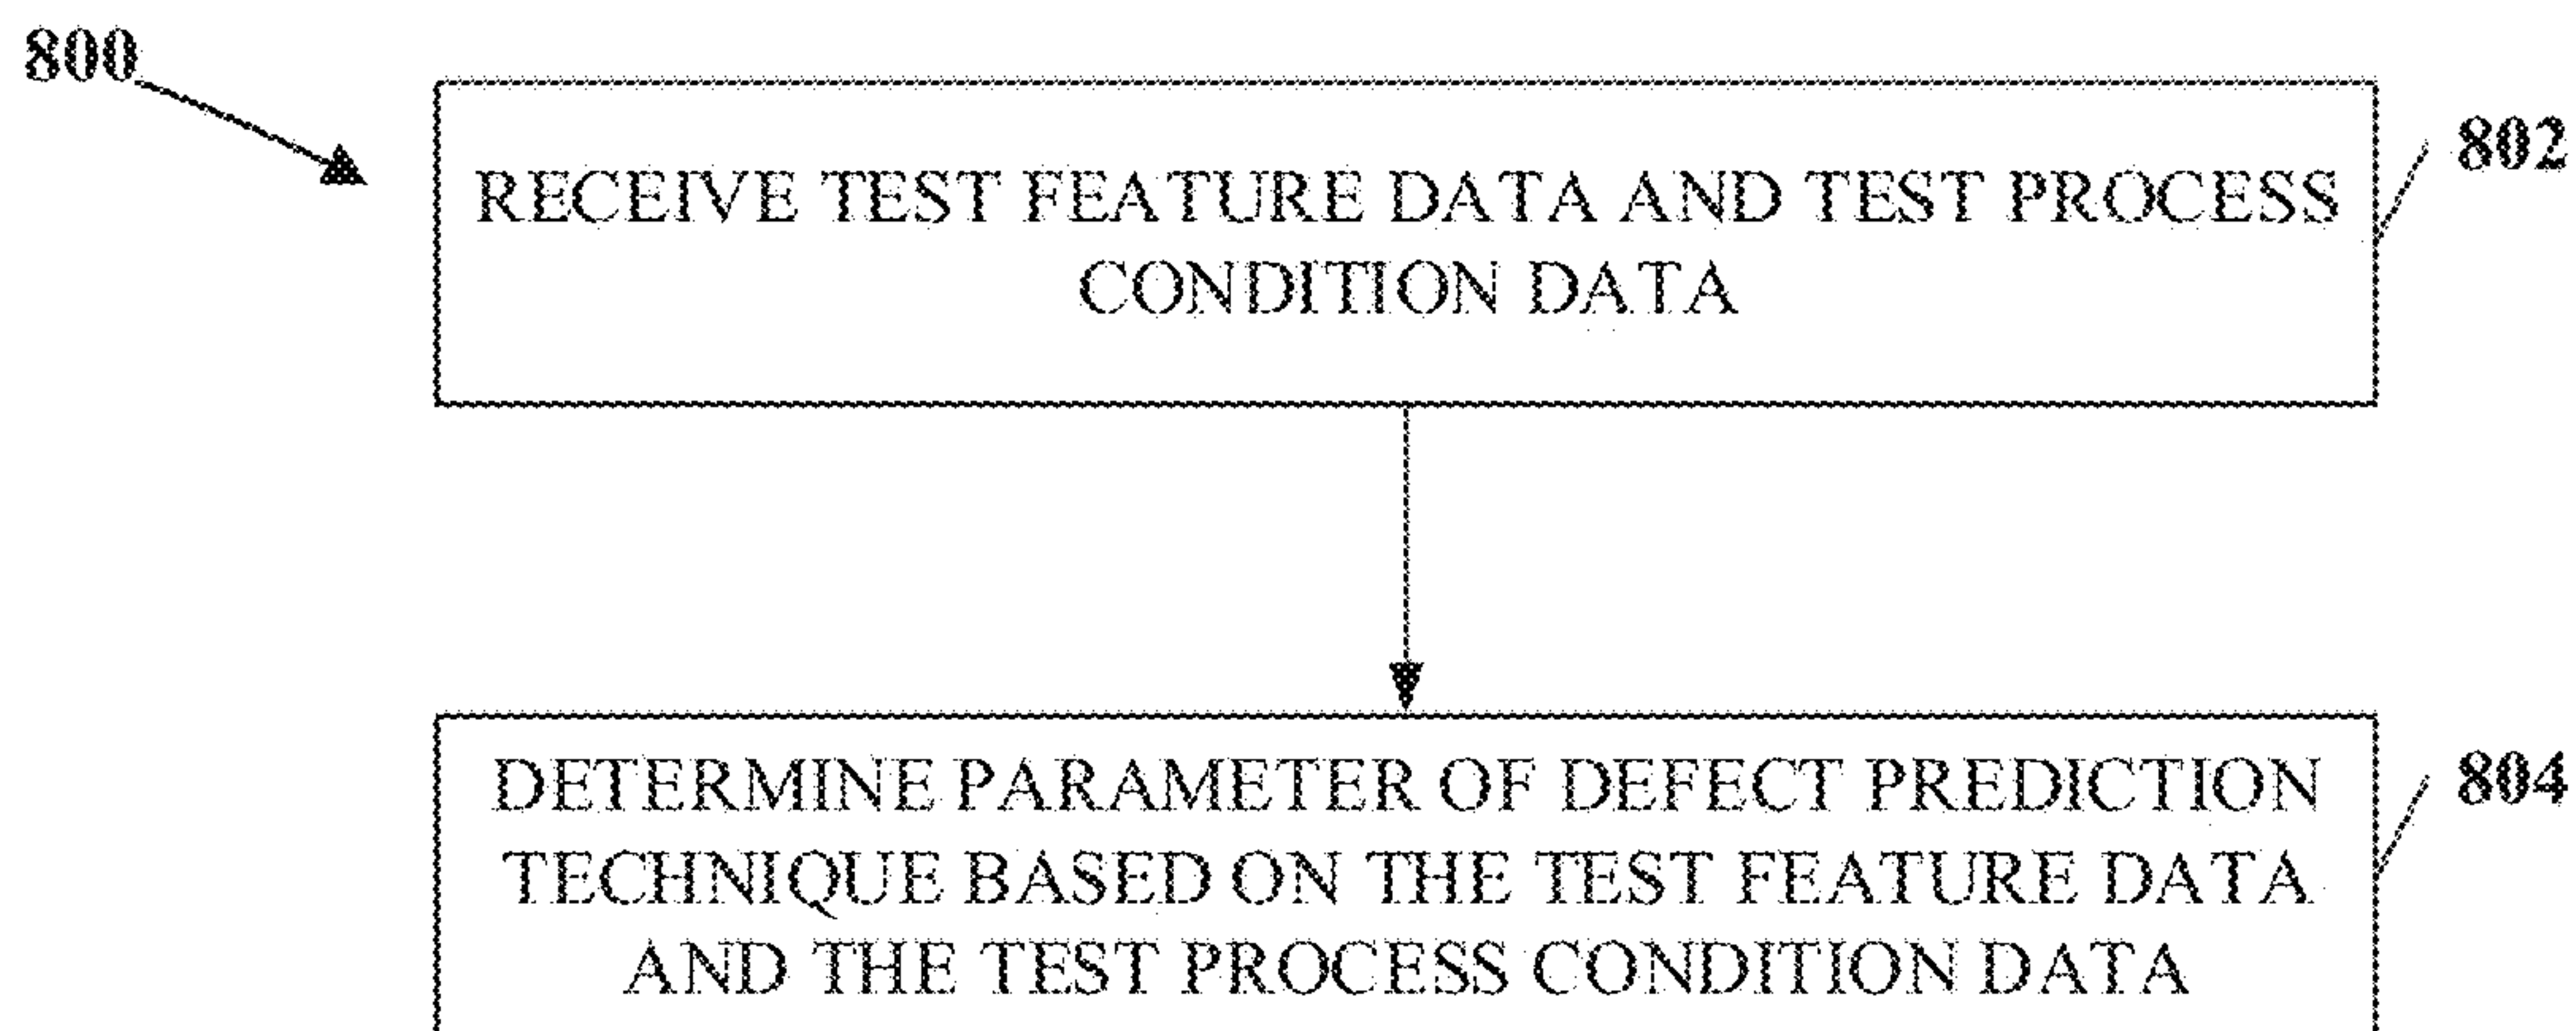 800
RECEIVE TEST FEATURE DATA AND TEST PROCESS
CONDITION DATA
802
DETERMINE PARAMETER OF DEFECT PREDICTION
TECHNIQUE BASED ON THE TEST FEATURE DATA
AND THE TEST PROCESS CONDITION DATA
804